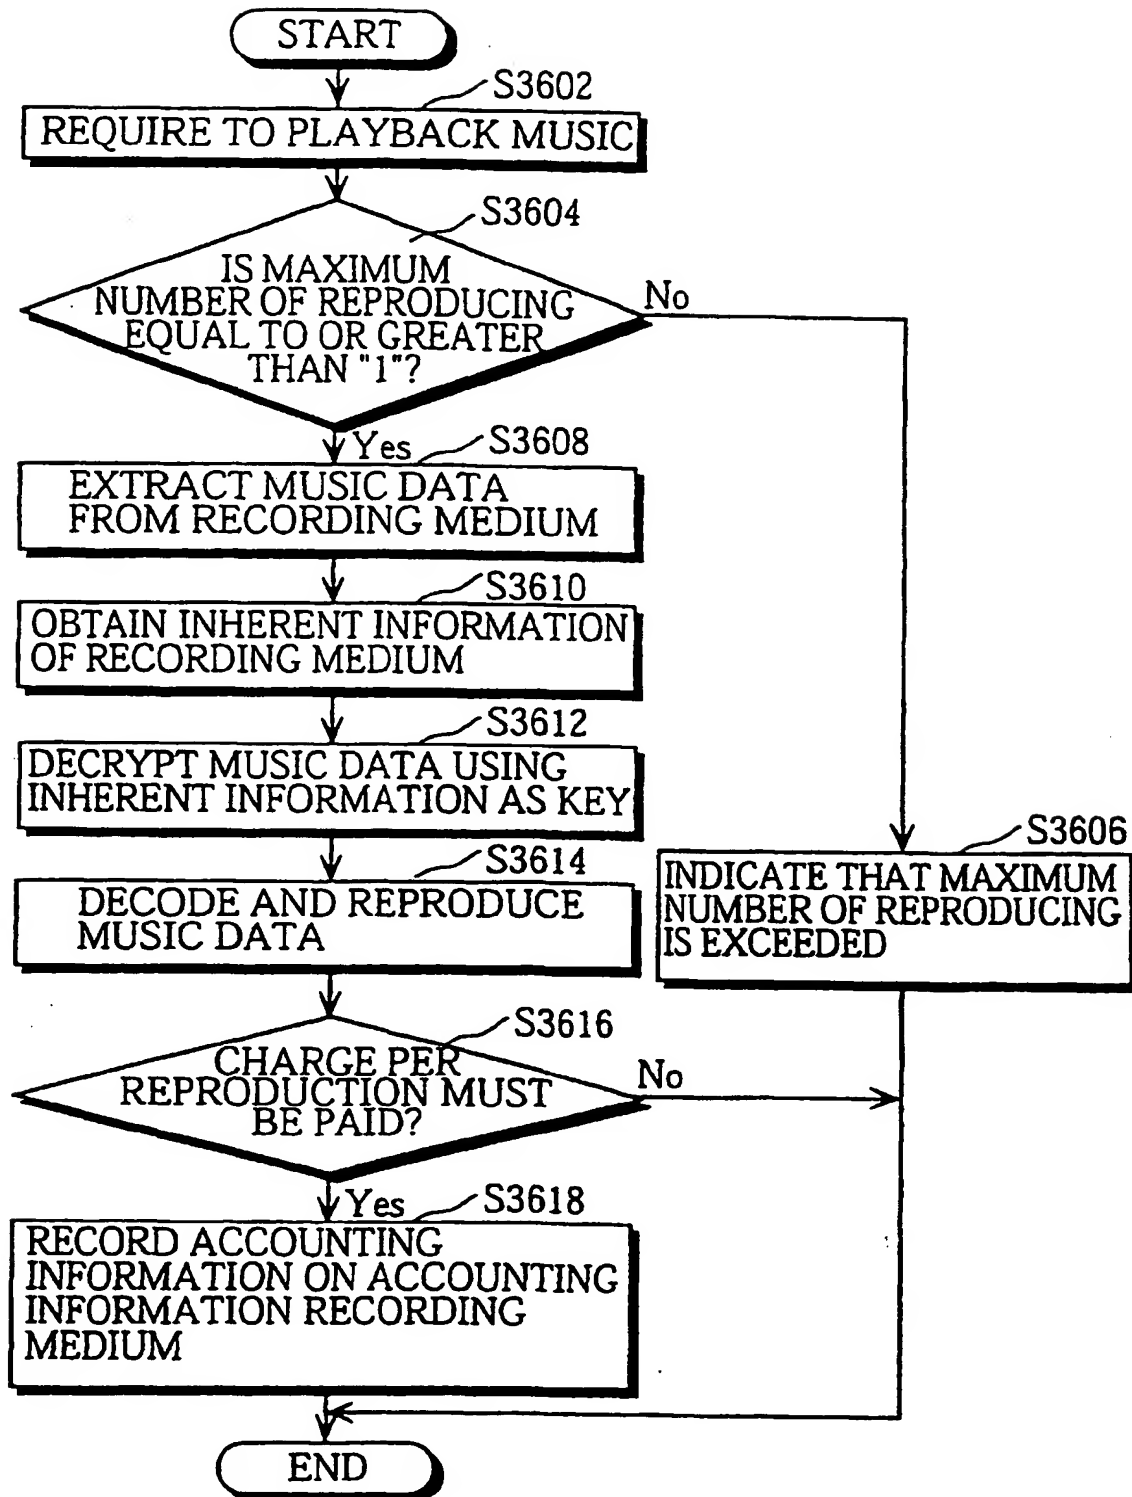 START
S3602
REQUIRE TO PLAYBACK MUSIC
S3604
IS MAXIMUM
NUMBER OF REPRODUCING
EQUAL TO OR GREATER
THAN "1"?
No
Yes
S3608
EXTRACT MUSIC DATA
FROM RECORDING MEDIUM
S3610
OBTAIN INHERENT INFORMATION
OF RECORDING MEDIUM
S3612
DECRYPT MUSIC DATA USING
INHERENT INFORMATION AS KEY
S3606
INDICATE THAT MAXIMUM
NUMBER OF REPRODUCING
IS EXCEEDED
S3614
DECODE AND REPRODUCE
MUSIC DATA
S3616
CHARGE PER
REPRODUCTION MUST
BE PAID?
No
Yes
S3618
RECORD ACCOUNTING
INFORMATION ON ACCOUNTING
INFORMATION RECORDING
MEDIUM
END